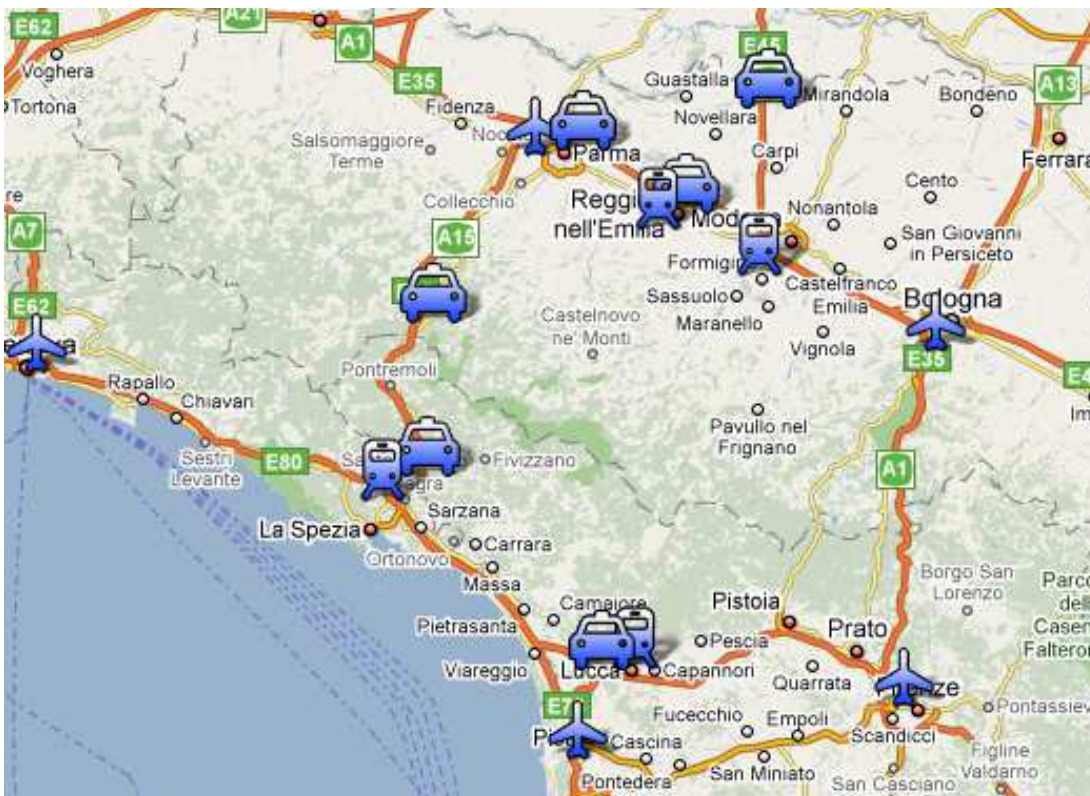 E62
A21
A1
E45
Voghera
E35
Guastalla
A13
Tortona
Fidenza
Mirandola
Bondeno
Novellara
Salsomaggiore
Terme
Parma
Carpi
Ferrara
Collecchio
Cento
Reggio
nell'Emilia
Nonantola
A7
A15
San Giovanni
in Persiceto
Formigi
Sassuolo
Castelfranco
Emilia
E62
Maranello
Bologna
Castelnovo
ne' Monti
Vignola
E35
Pontremoli
Rapallo
Chiavan
Pavullo nel
Frignano
Sestri
Levante
E80
Fivizzano
A1
Sarzana
La Spezia
Ortonovo
Carrara
Massa
Borgo San
Lorenzo
Camaiore
Pistoia
Pietrasanta
Prato
Pescia
Viareggio
Lucca
Capannori
Quarrata
Fucecchio
Empoli
Pontassiev
Scandicci
Cascina
Pontedera
San Miniato
San Casciano
Figline
Valdarno